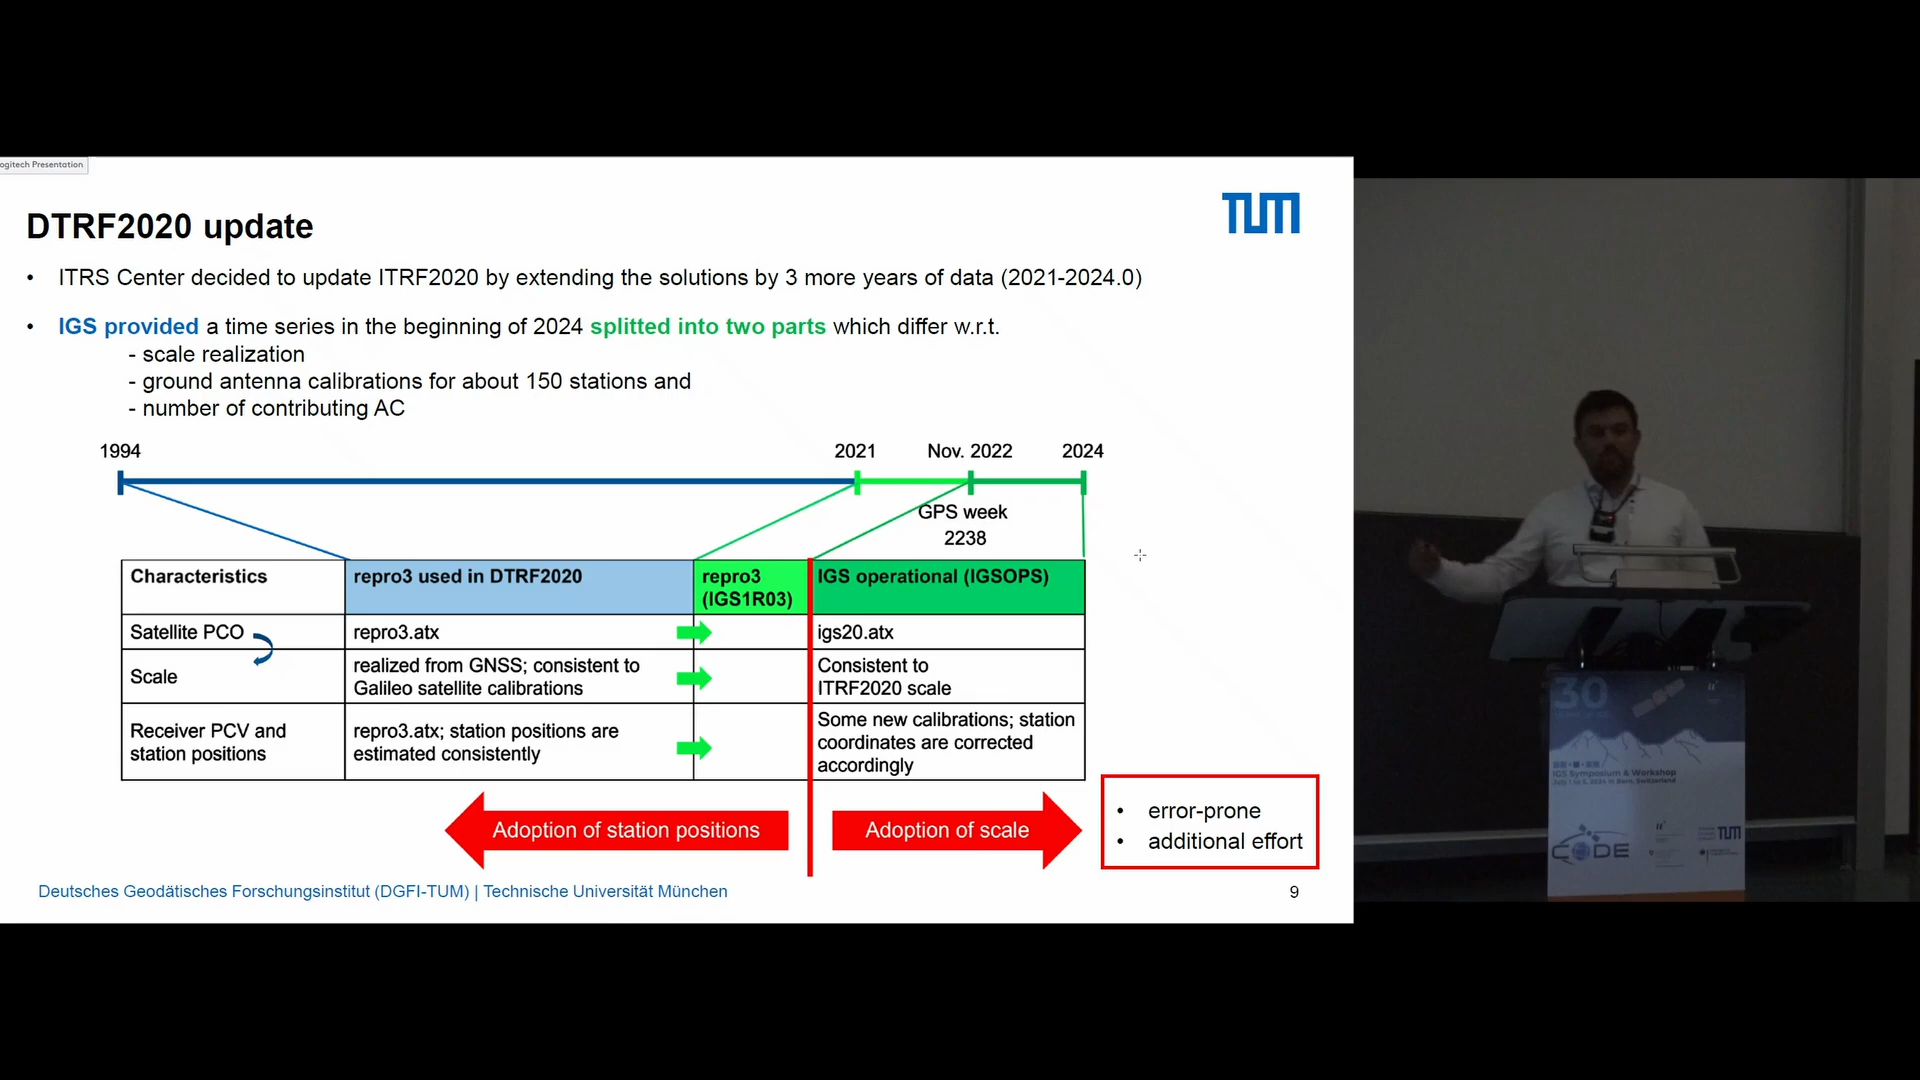 ogitech Presentation
TUM
DTRF2020 update
• ITRS Center decided to update ITRF2020 by extending the solutions by 3 more years of data (2021-2024.0)
• IGS provided a time series in the beginning of 2024 splitted into two parts which differ w.r.t.
- scale realization
- ground antenna calibrations for about 150 stations and
- number of contributing AC
1994
2021
Nov. 2022
2024
GPS week
2238
Characteristics
repro3 used in DTRF2020
repro3
(IGS1R03)
IGS operational (IGSOPS)
Satellite PCO
repro3.atx
igs20.atx
Scale
realized from GNSS; consistent to
Galileo satellite calibrations
Consistent to
ITRF2020 scale
Receiver PCV and
station positions
repro3.atx; station positions are
estimated consistently
Some new calibrations; station
coordinates are corrected
accordingly
Adoption of station positions
Adoption of scale
• error-prone
• additional effort
Deutsches Geodätisches Forschungsinstitut (DGFI-TUM) | Technische Universität München
9
30
IGS Symposium & Workshop
CODE
TUM